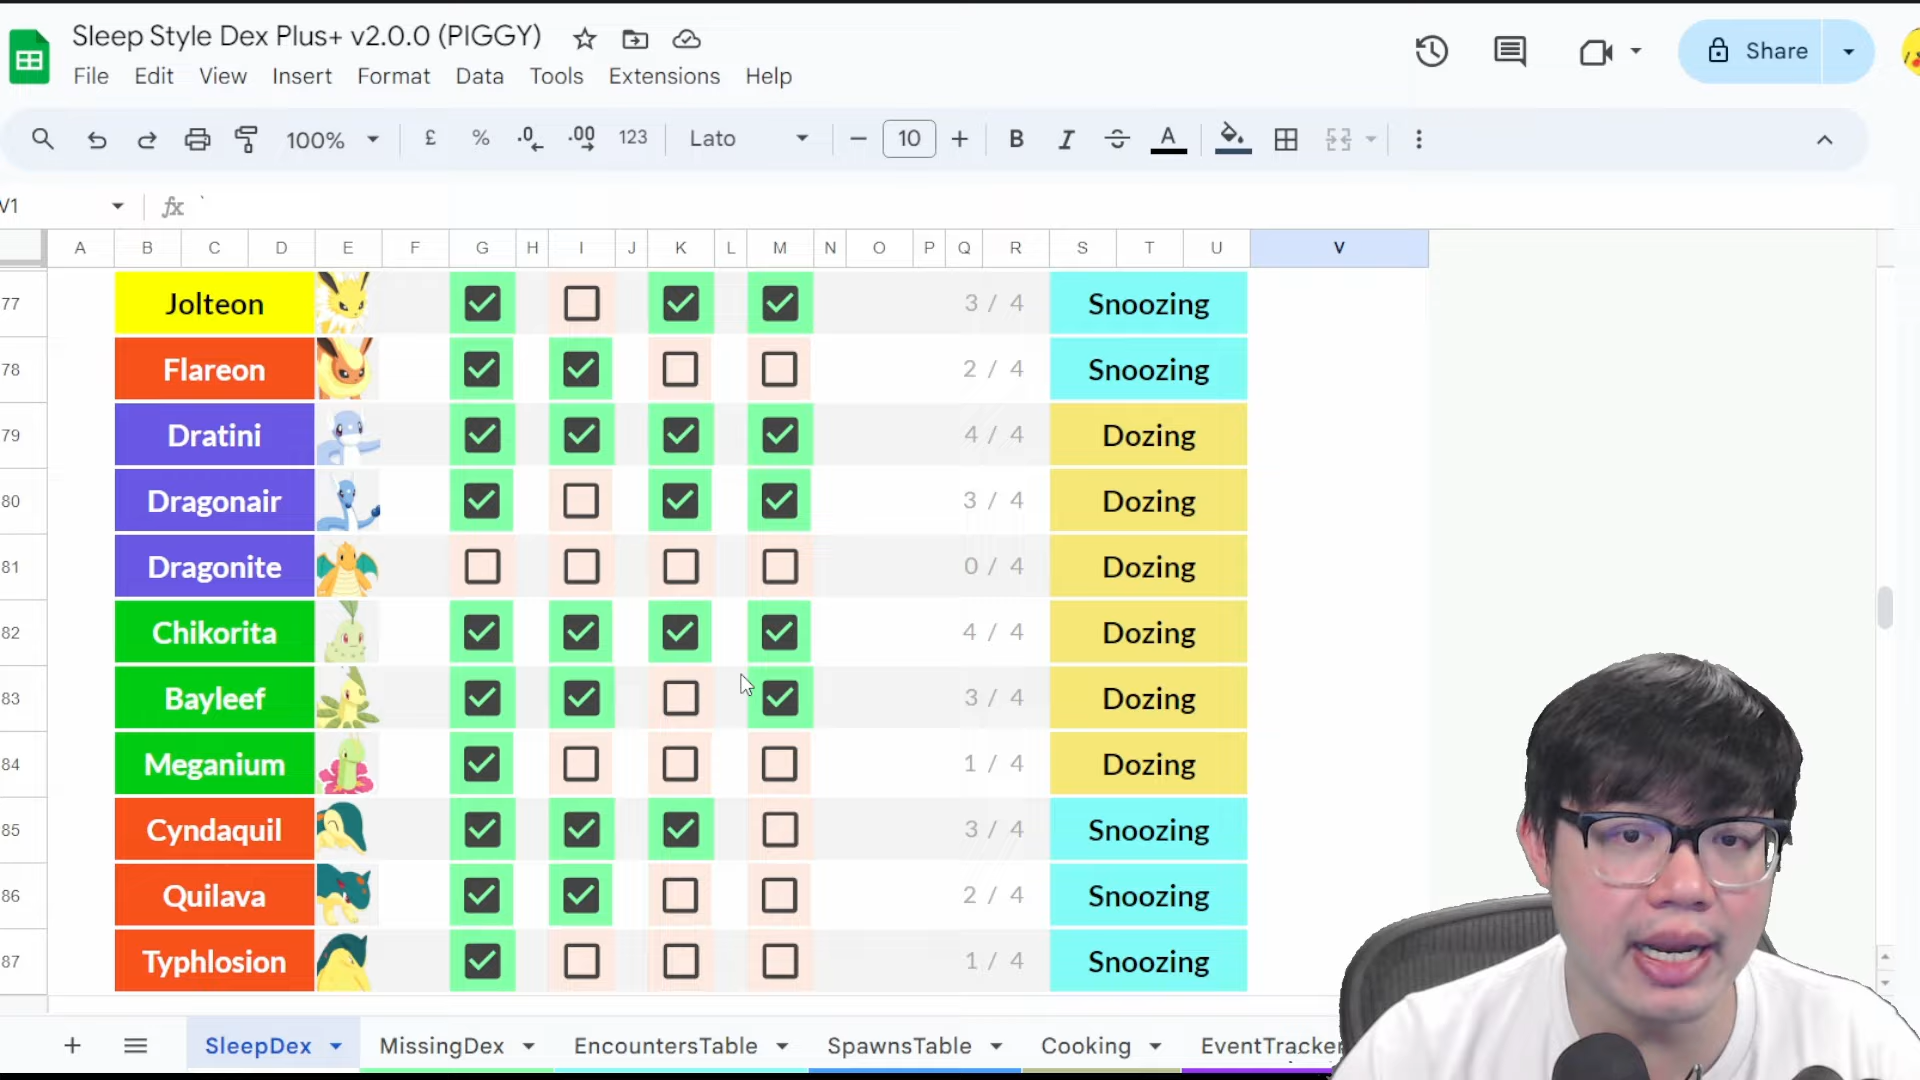 Sleep Style Dex Plus+ v2.0.0 (PIGGY)
File Edit View Insert Format Data Tools Extensions Help
Share
100% £ % .0 .00 123 Lato 10 B I A
V1 fx `
A B C D E F G H I J K L M N O P Q R S T U V
77 Jolteon 3 / 4 Snoozing
78 Flareon 2 / 4 Snoozing
79 Dratini 4 / 4 Dozing
80 Dragonair 3 / 4 Dozing
81 Dragonite 0 / 4 Dozing
82 Chikorita 4 / 4 Dozing
83 Bayleef 3 / 4 Dozing
84 Meganium 1 / 4 Dozing
85 Cyndaquil 3 / 4 Snoozing
86 Quilava 2 / 4 Snoozing
87 Typhlosion 1 / 4 Snoozing
SleepDex MissingDex EncountersTable SpawnsTable Cooking EventTracker